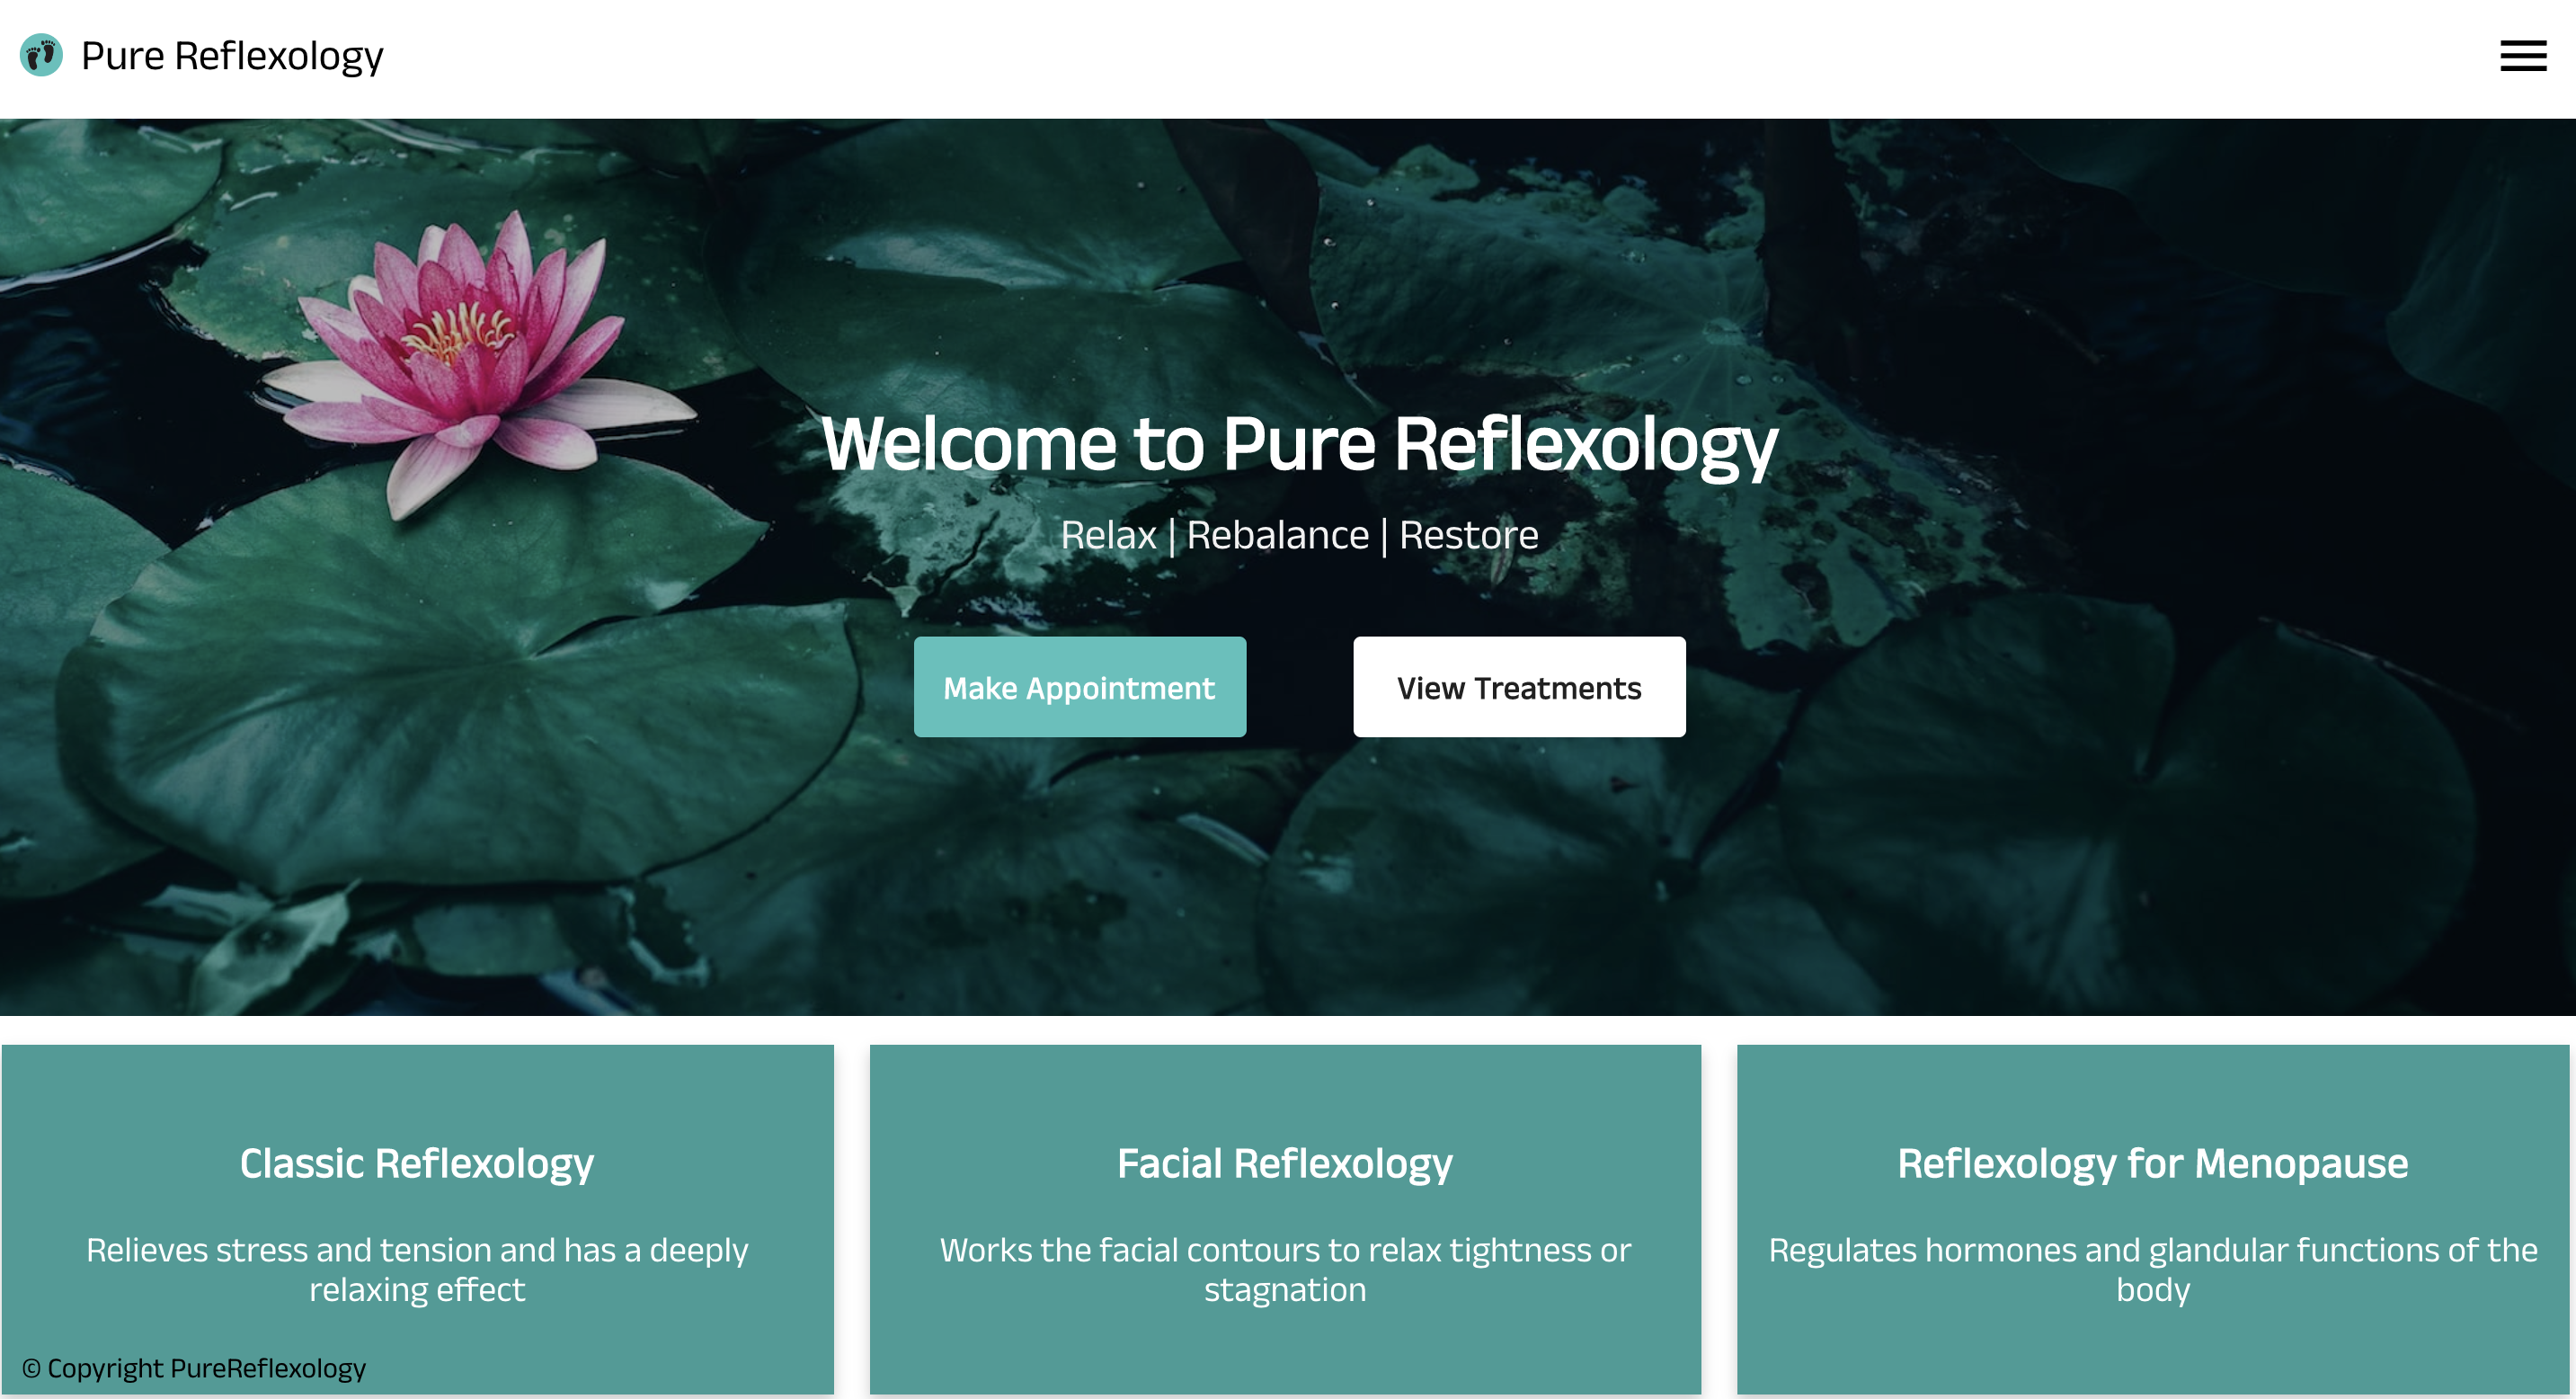 Pure Reflexology
Welcome to Pure Reflexology
Relax | Rebalance | Restore
Make Appointment
View Treatments
Classic Reflexology
Relieves stress and tension and has a deeply
relaxing effect
Facial Reflexology
Works the facial contours to relax tightness or
stagnation
Reflexology for Menopause
Regulates hormones and glandular functions of the
body
© Copyright PureReflexology